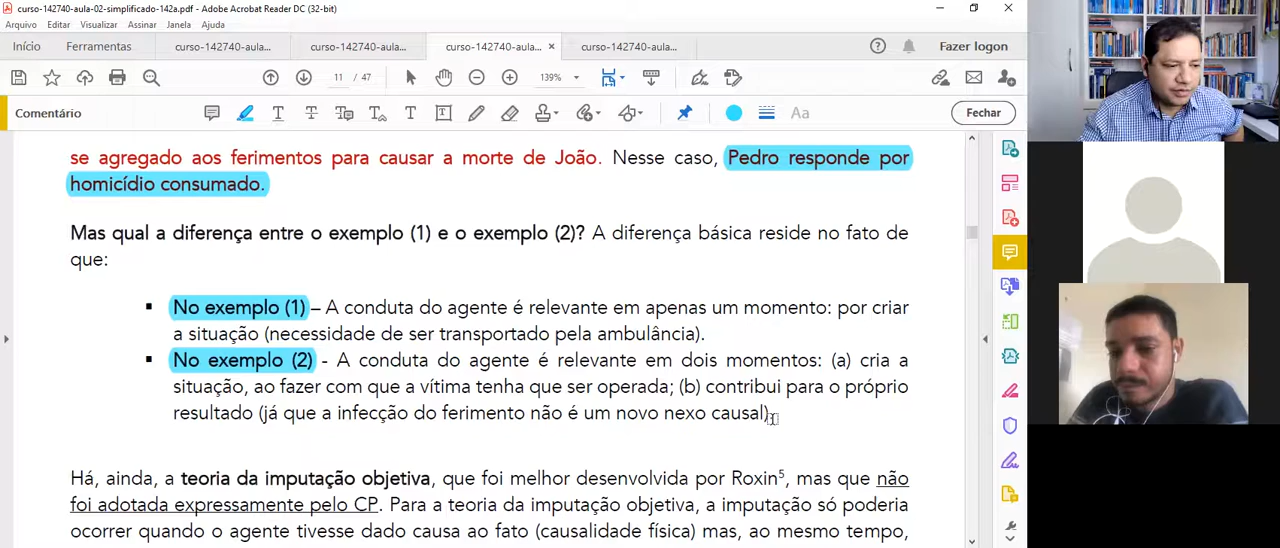 curso-142740-aula-02-simplificado-142a.pdf - Adobe Acrobat Reader DC (32-bit)
Arquivo Editar Visualizar Assinar Janela Ajuda
Início Ferramentas curso-142740-aula... curso-142740-aula... curso-142740-aula... × curso-142740-aula... Fazer logon
11 / 47 139%
Comentário Aa Fechar
se agregado aos ferimentos para causar a morte de João. Nesse caso, Pedro responde por
homicídio consumado.
Mas qual a diferença entre o exemplo (1) e o exemplo (2)? A diferença básica reside no fato de
que:
▪ No exemplo (1) – A conduta do agente é relevante em apenas um momento: por criar
a situação (necessidade de ser transportado pela ambulância).
▪ No exemplo (2) - A conduta do agente é relevante em dois momentos: (a) cria a
situação, ao fazer com que a vítima tenha que ser operada; (b) contribui para o próprio
resultado (já que a infecção do ferimento não é um novo nexo causal)
Há, ainda, a teoria da imputação objetiva, que foi melhor desenvolvida por Roxin5, mas que não
foi adotada expressamente pelo CP. Para a teoria da imputação objetiva, a imputação só poderia
ocorrer quando o agente tivesse dado causa ao fato (causalidade física) mas, ao mesmo tempo,